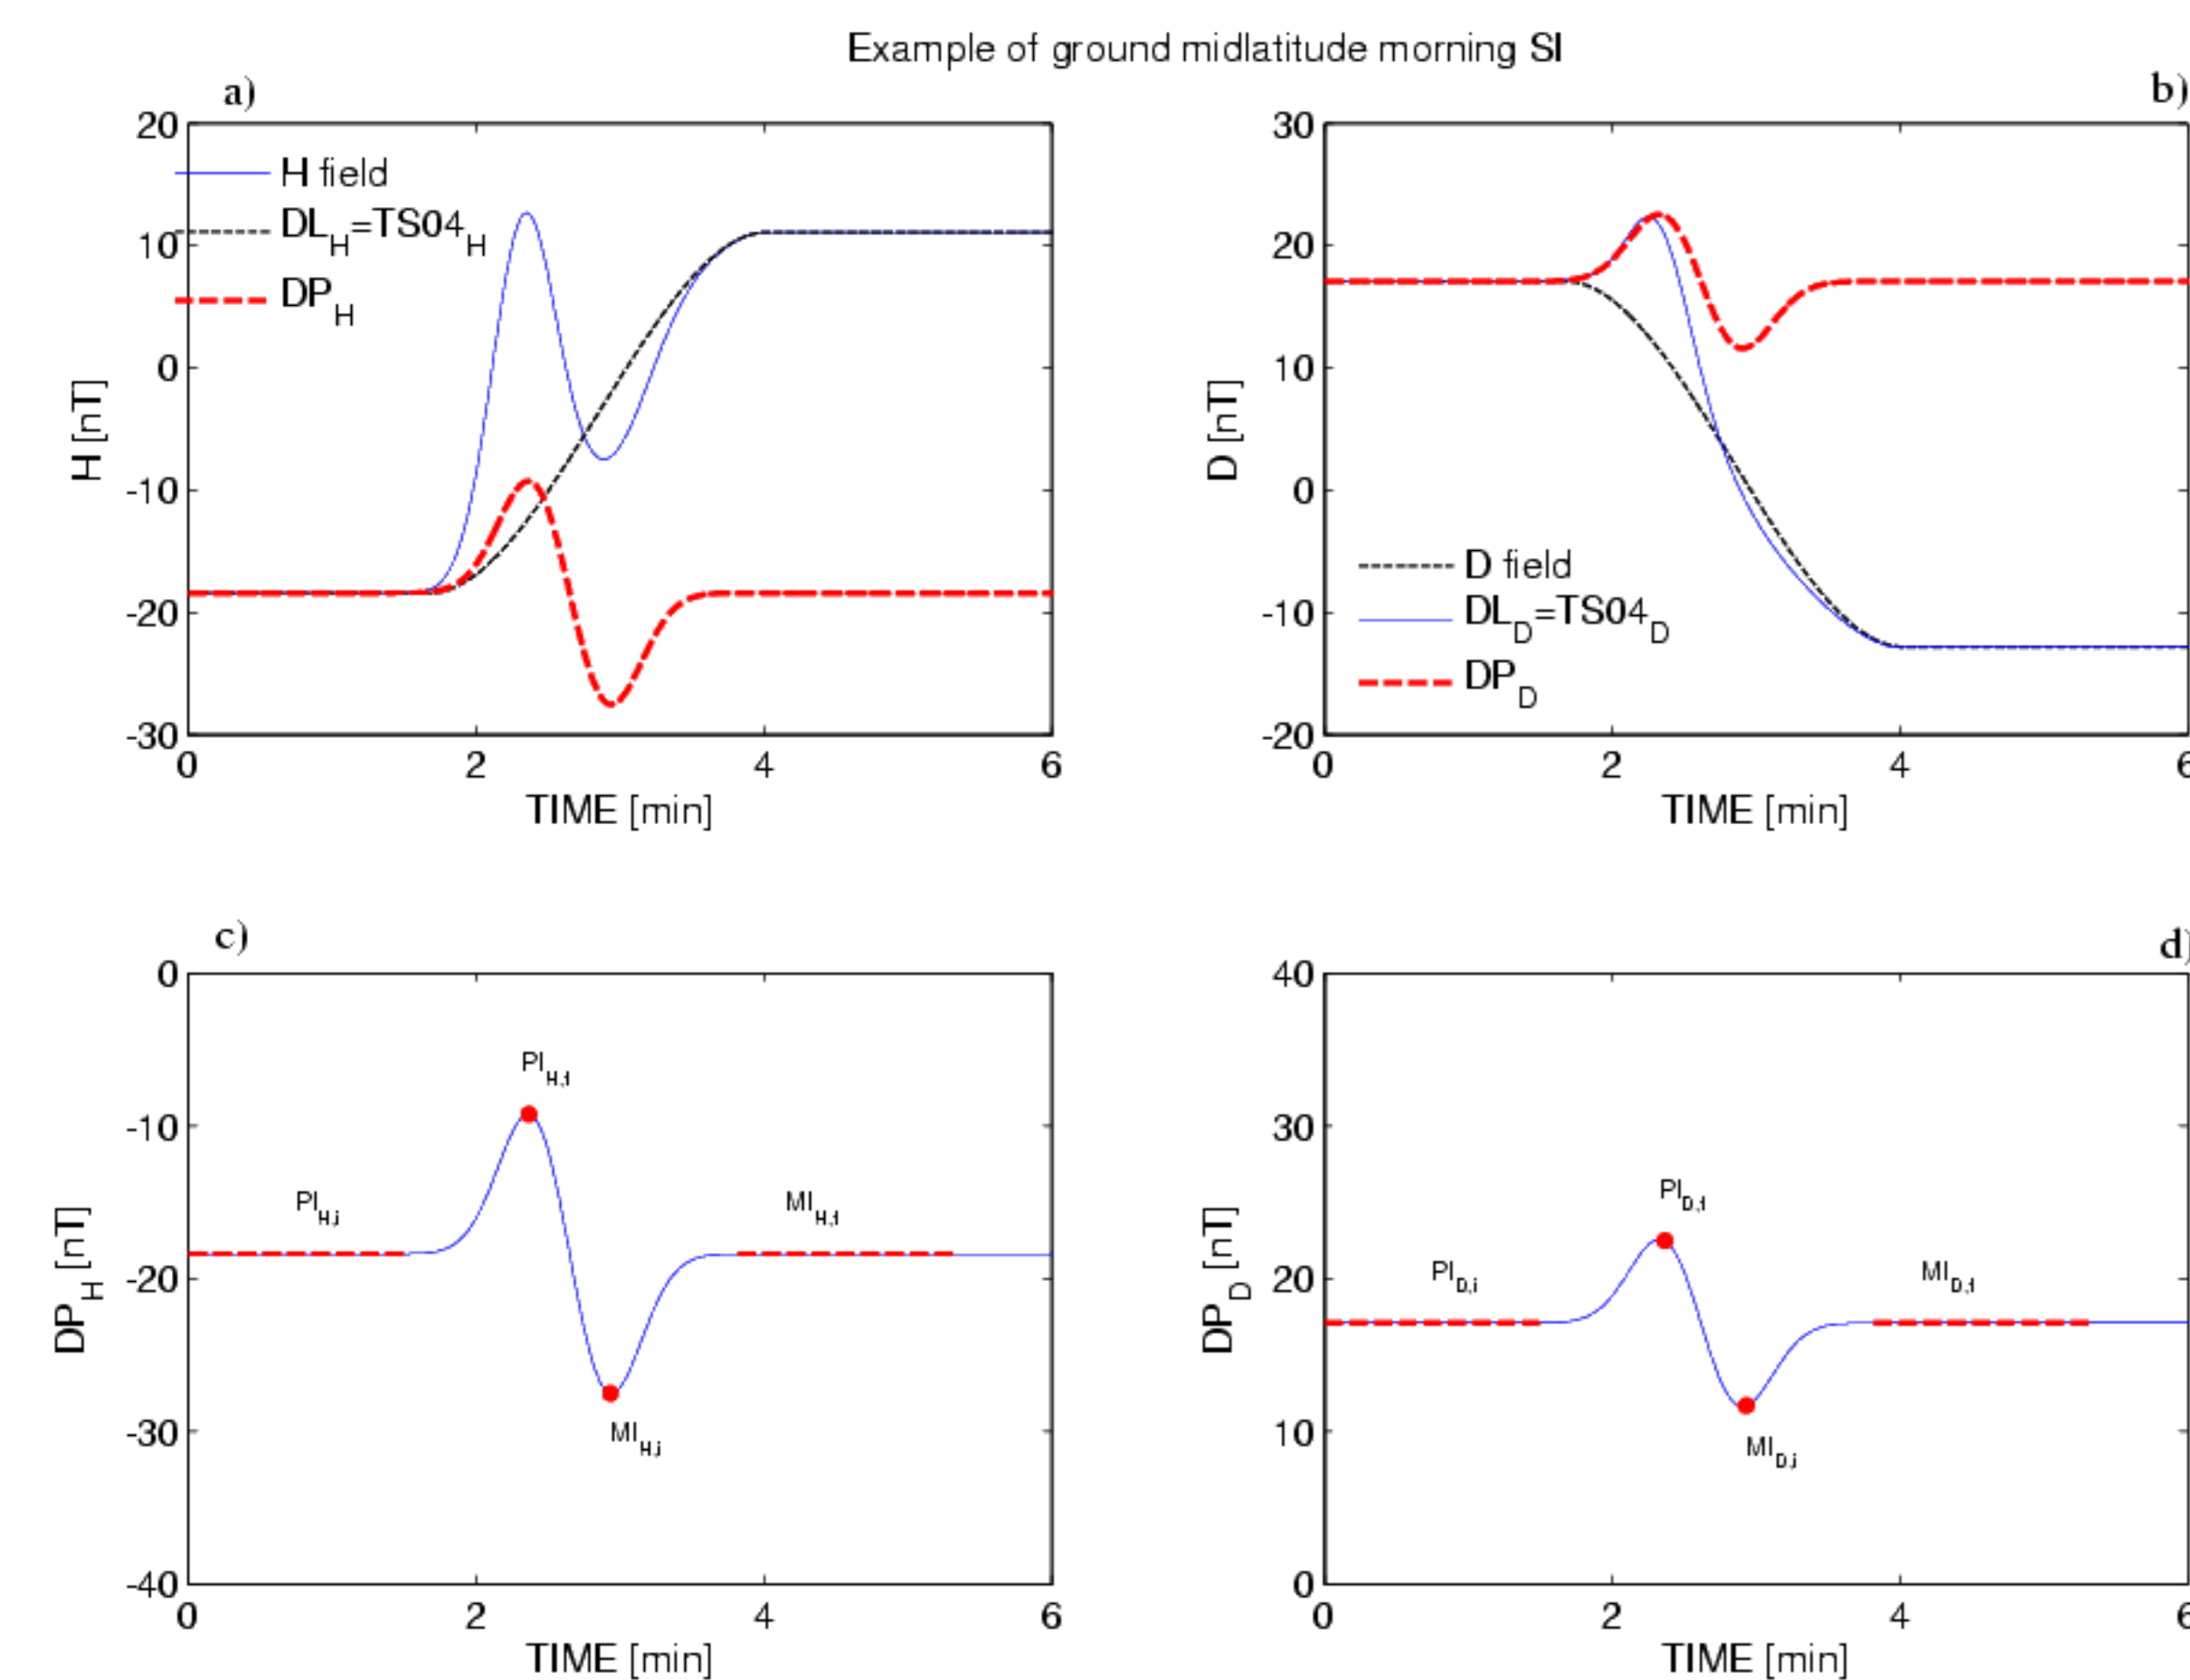 Example of ground midlatitude morning SI
a)
20
10
0
-10
-20
-30
H [nT]
H field
DL_H=TS04_H
DP_H
0 2 4 6
TIME [min]
b)
30
20
10
0
-10
-20
D [nT]
D field
DL_D=TS04_D
DP_D
0 2 4 6
TIME [min]
c)
0
-10
-20
-30
-40
DP_H [nT]
PI_H,f
PI_H,i
MI_H,f
MI_H,i
0 2 4 6
TIME [min]
d)
40
30
20
10
0
DP_D [nT]
PI_D,f
PI_D,i
MI_D,f
MI_D,i
0 2 4 6
TIME [min]